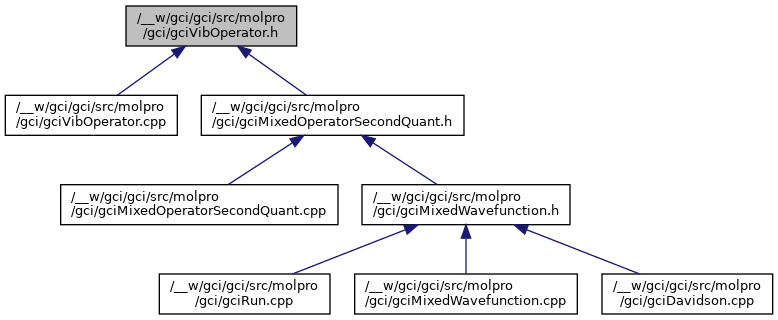 /__w/gci/gci/src/molpro
/gci/gciVibOperator.h
/__w/gci/gci/src/molpro
/gci/gciVibOperator.cpp
/__w/gci/gci/src/molpro
/gci/gciMixedOperatorSecondQuant.h
/__w/gci/gci/src/molpro
/gci/gciMixedOperatorSecondQuant.cpp
/__w/gci/gci/src/molpro
/gci/gciMixedWavefunction.h
/__w/gci/gci/src/molpro
/gci/gciRun.cpp
/__w/gci/gci/src/molpro
/gci/gciMixedWavefunction.cpp
/__w/gci/gci/src/molpro
/gci/gciDavidson.cpp